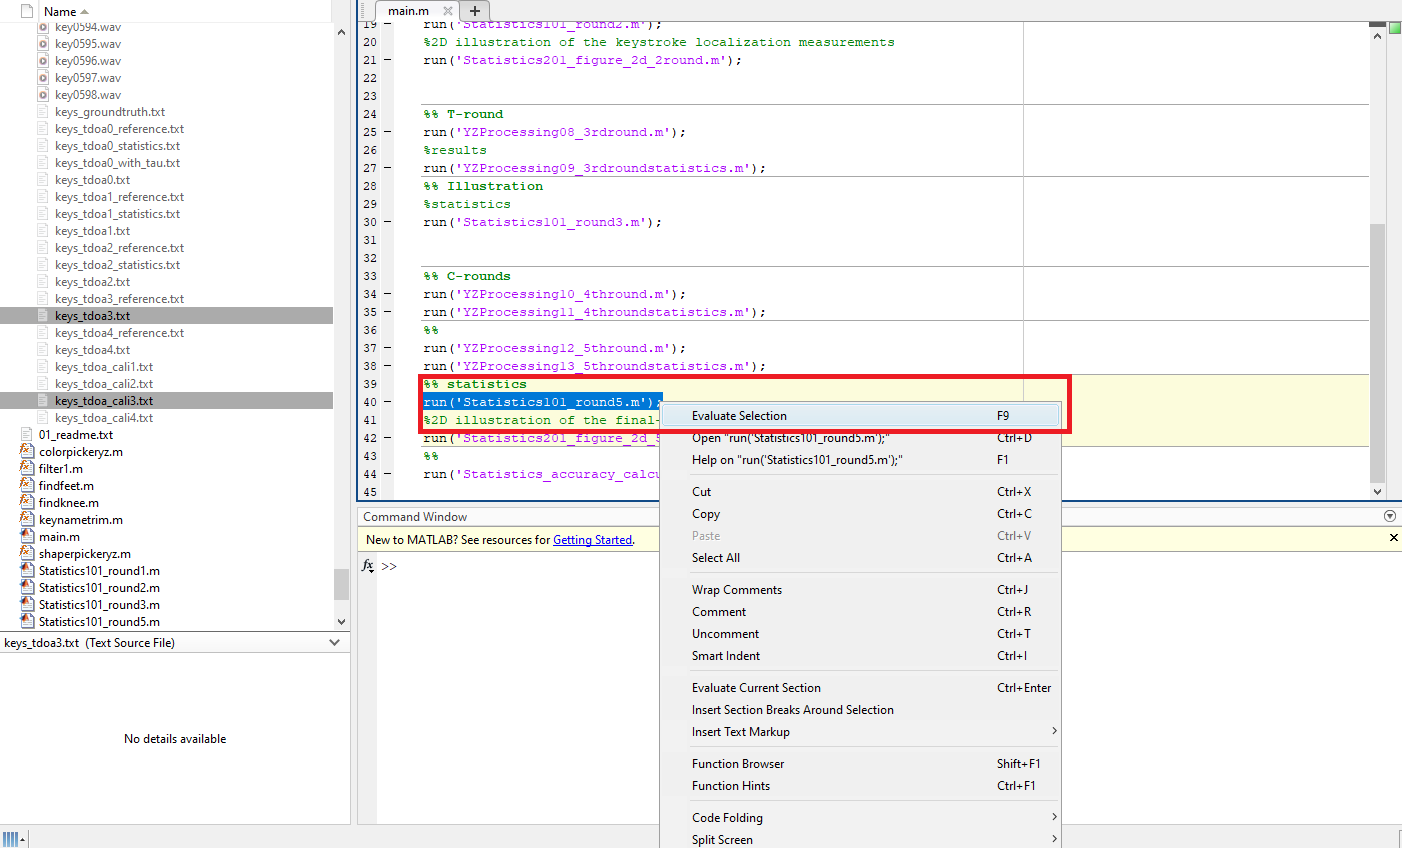 Name
key0594.wav
key0595.wav
key0596.wav
key0597.wav
key0598.wav
keys_groundtruth.txt
keys_tdoa0_reference.txt
keys_tdoa0_statistics.txt
keys_tdoa0_with_tau.txt
keys_tdoa0.txt
keys_tdoa1_reference.txt
keys_tdoa1_statistics.txt
keys_tdoa1.txt
keys_tdoa2_reference.txt
keys_tdoa2_statistics.txt
keys_tdoa2.txt
keys_tdoa3_reference.txt
keys_tdoa3.txt
keys_tdoa4_reference.txt
keys_tdoa4.txt
keys_tdoa_cali1.txt
keys_tdoa_cali2.txt
keys_tdoa_cali3.txt
keys_tdoa_cali4.txt
01_readme.txt
colorpickeryz.m
filter1.m
findfeet.m
findknee.m
keynametrim.m
main.m
shaperpickeryz.m
Statistics101_round1.m
Statistics101_round2.m
Statistics101_round3.m
Statistics101_round5.m
keys_tdoa3.txt (Text Source File)
No details available
main.m
19 – run('Statistics101_round2.m');
20 %2D illustration of the keystroke localization measurements
21 – run('Statistics201_figure_2d_2round.m');
22
23
24 %% T-round
25 – run('YZProcessing08_3rdround.m');
26 %results
27 – run('YZProcessing09_3rdroundstatistics.m');
28 %% Illustration
29 %statistics
30 – run('Statistics101_round3.m');
31
32
33 %% C-rounds
34 – run('YZProcessing10_4thround.m');
35 – run('YZProcessing11_4throundstatistics.m');
36 %%
37 – run('YZProcessing12_5thround.m');
38 – run('YZProcessing13_5throundstatistics.m');
39 %% statistics
40 – run('Statistics101_round5.m');
41 %2D illustration of the final-
42 – run('Statistics201_figure_2d_5
43 %%
44 – run('Statistics_accuracy_calcu
45
Evaluate Selection F9
Open "run('Statistics101_round5.m');" Ctrl+D
Help on "run('Statistics101_round5.m');" F1
Cut Ctrl+X
Copy Ctrl+C
Paste Ctrl+V
Select All Ctrl+A
Wrap Comments Ctrl+J
Comment Ctrl+R
Uncomment Ctrl+T
Smart Indent Ctrl+I
Evaluate Current Section Ctrl+Enter
Insert Section Breaks Around Selection
Insert Text Markup
Function Browser Shift+F1
Function Hints Ctrl+F1
Code Folding
Split Screen
Command Window
New to MATLAB? See resources for Getting Started.
fx >>